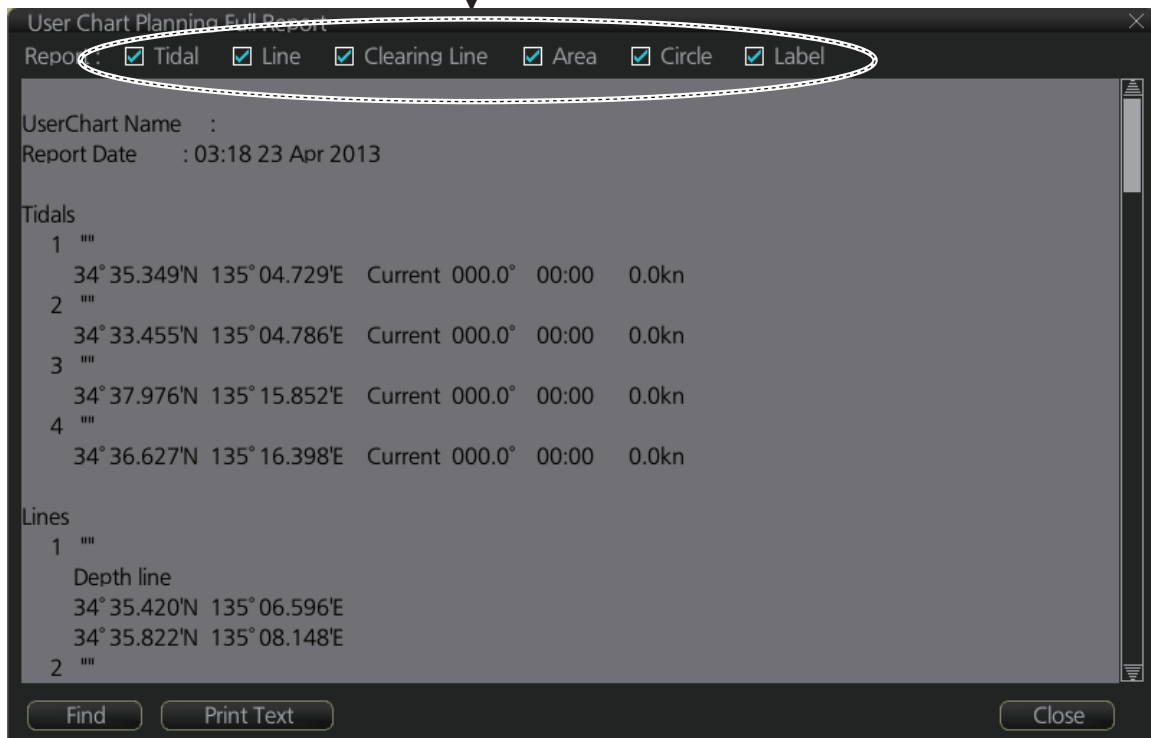 User Chart Planning Full Report
Report : Tidal Line Clearing Line Area Circle Label
UserChart Name :
Report Date : 03:18 23 Apr 2013
Tidals
1 ""
34°35.349'N 135°04.729'E Current 000.0° 00:00 0.0kn
2 ""
34°33.455'N 135°04.786'E Current 000.0° 00:00 0.0kn
3 ""
34°37.976'N 135°15.852'E Current 000.0° 00:00 0.0kn
4 ""
34°36.627'N 135°16.398'E Current 000.0° 00:00 0.0kn
Lines
1 ""
Depth line
34°35.420'N 135°06.596'E
34°35.822'N 135°08.148'E
2 ""
Find Print Text Close